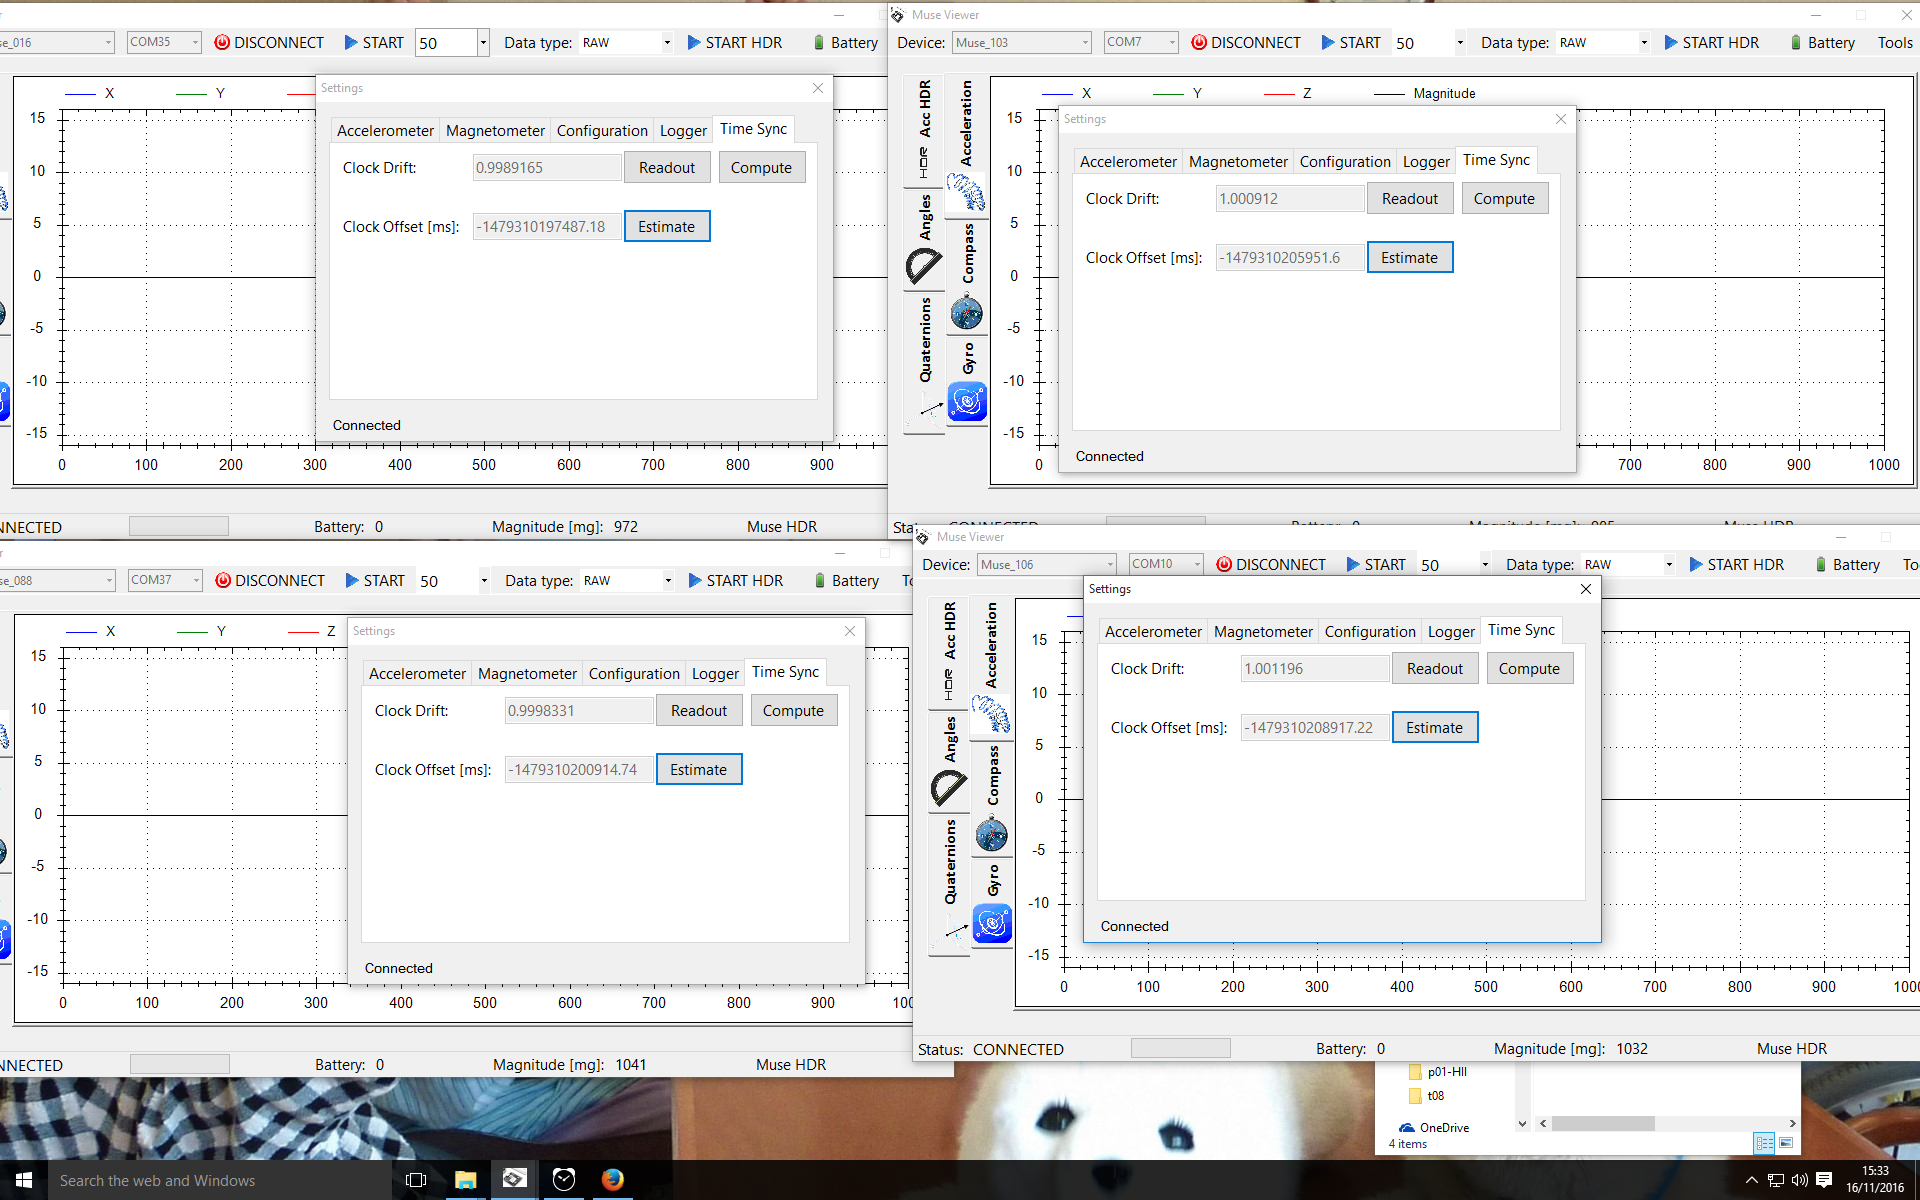 Muse Viewer
se_016 COM35 DISCONNECT START 50 Data type: RAW START HDR Battery
Device: Muse_103 COM7 DISCONNECT START 50 Data type: RAW START HDR Battery Tools
X Y
15
10
5
0
-5
-10
-15
0 100 200 300 400 500 600 700 800 900
Settings
Accelerometer Magnetometer Configuration Logger Time Sync
Clock Drift: 0.9989165 Readout Compute
Clock Offset [ms]: -1479310197487.18 Estimate
Connected
NNECTED Battery: 0 Magnitude [mg]: 972 Muse HDR
HDR Acc HDR
Angles
Quaternions
Acceleration
Compass
Gyro
X Y Z Magnitude
15
10
5
0
-5
-10
-15
0 700 800 900 1000
Settings
Accelerometer Magnetometer Configuration Logger Time Sync
Clock Drift: 1.000912 Readout Compute
Clock Offset [ms]: -1479310205951.6 Estimate
Connected
se_088 COM37 DISCONNECT START 50 Data type: RAW START HDR Battery
X Y Z
15
10
5
0
-5
-10
-15
0 100 200 300 400 500 600 700 800 900
Settings
Accelerometer Magnetometer Configuration Logger Time Sync
Clock Drift: 0.9998331 Readout Compute
Clock Offset [ms]: -1479310200914.74 Estimate
Connected
NNECTED Battery: 0 Magnitude [mg]: 1041 Muse HDR
Muse Viewer
Device: Muse_106 COM10 DISCONNECT START 50 Data type: RAW START HDR Battery
HDR Acc HDR
Angles
Quaternions
Acceleration
Compass
Gyro
15
10
5
0
-5
-10
-15
0 100 200 300 400 500 600 700 800 900 1000
Settings
Accelerometer Magnetometer Configuration Logger Time Sync
Clock Drift: 1.001196 Readout Compute
Clock Offset [ms]: -1479310208917.22 Estimate
Connected
Status: CONNECTED Battery: 0 Magnitude [mg]: 1032 Muse HDR
p01-HII
t08
OneDrive
4 items
Search the web and Windows
15:33
16/11/2016